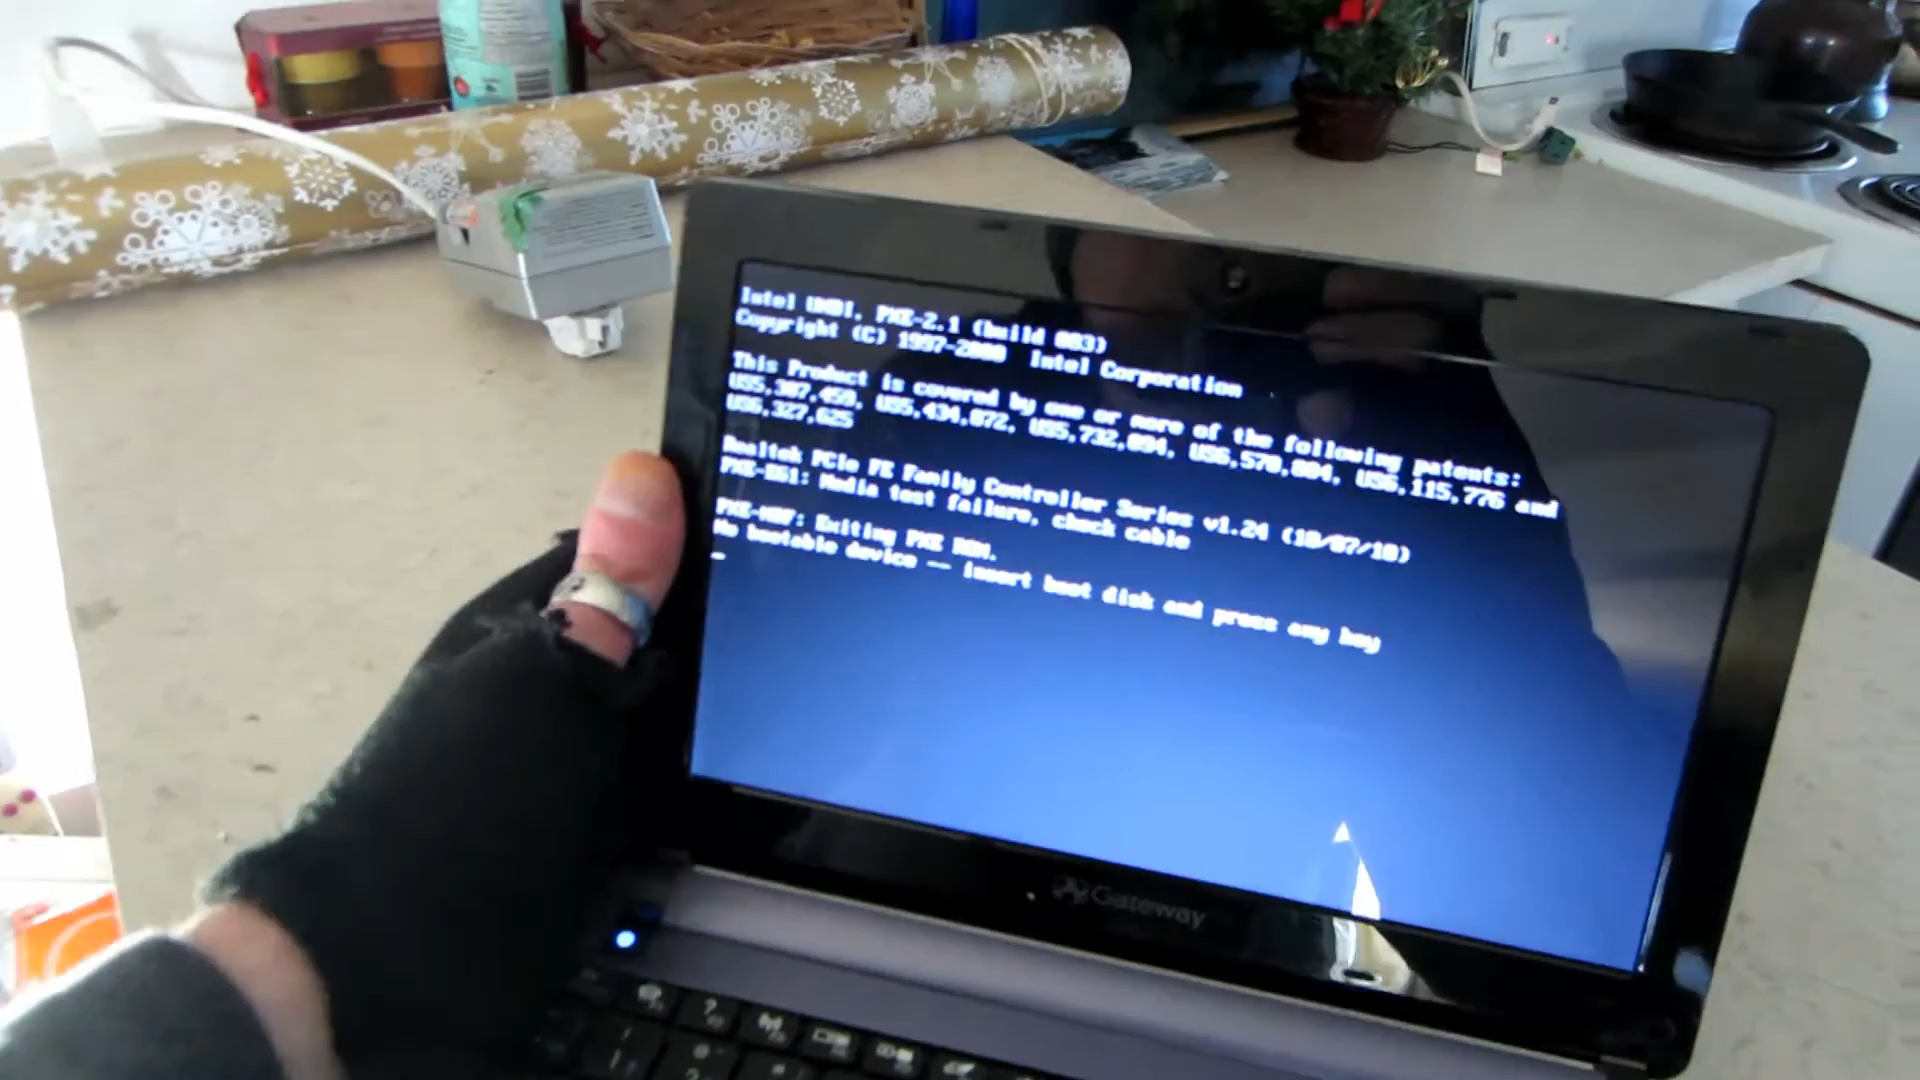 Intel UNDI, PXE-2.1 (build 083)
Copyright (C) 1997-2000 Intel Corporation
This Product is covered by one or more of the following patents:
US5,307,459, US5,434,872, US5,732,094, US6,570,884, US6,115,776 and
US6,327,625
Realtek PCIe FE Family Controller Series v1.24 (10/07/10)
PXE-E61: Media test failure, check cable
PXE-M0F: Exiting PXE ROM.
No bootable device -- insert boot disk and press any key
Gateway